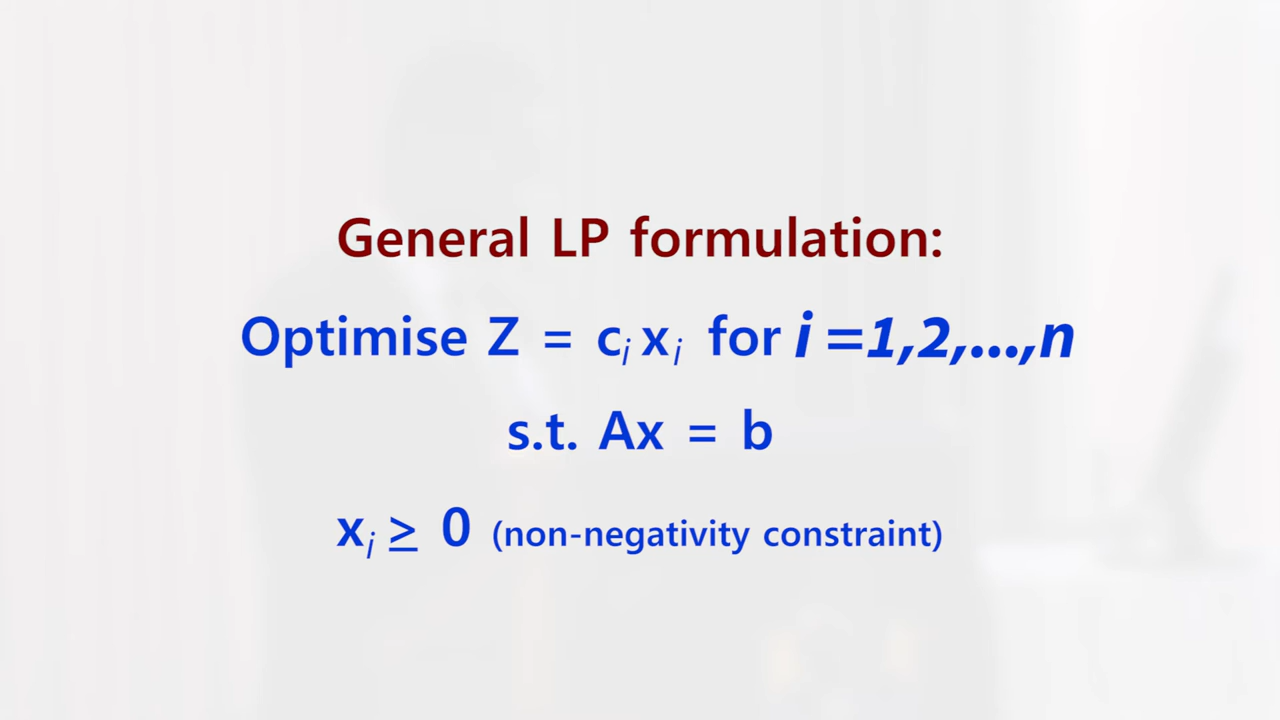 General LP formulation:
Optimise Z = cᵢ xᵢ for i =1,2,...,n
s.t. Ax = b
xᵢ ≥ 0 (non-negativity constraint)